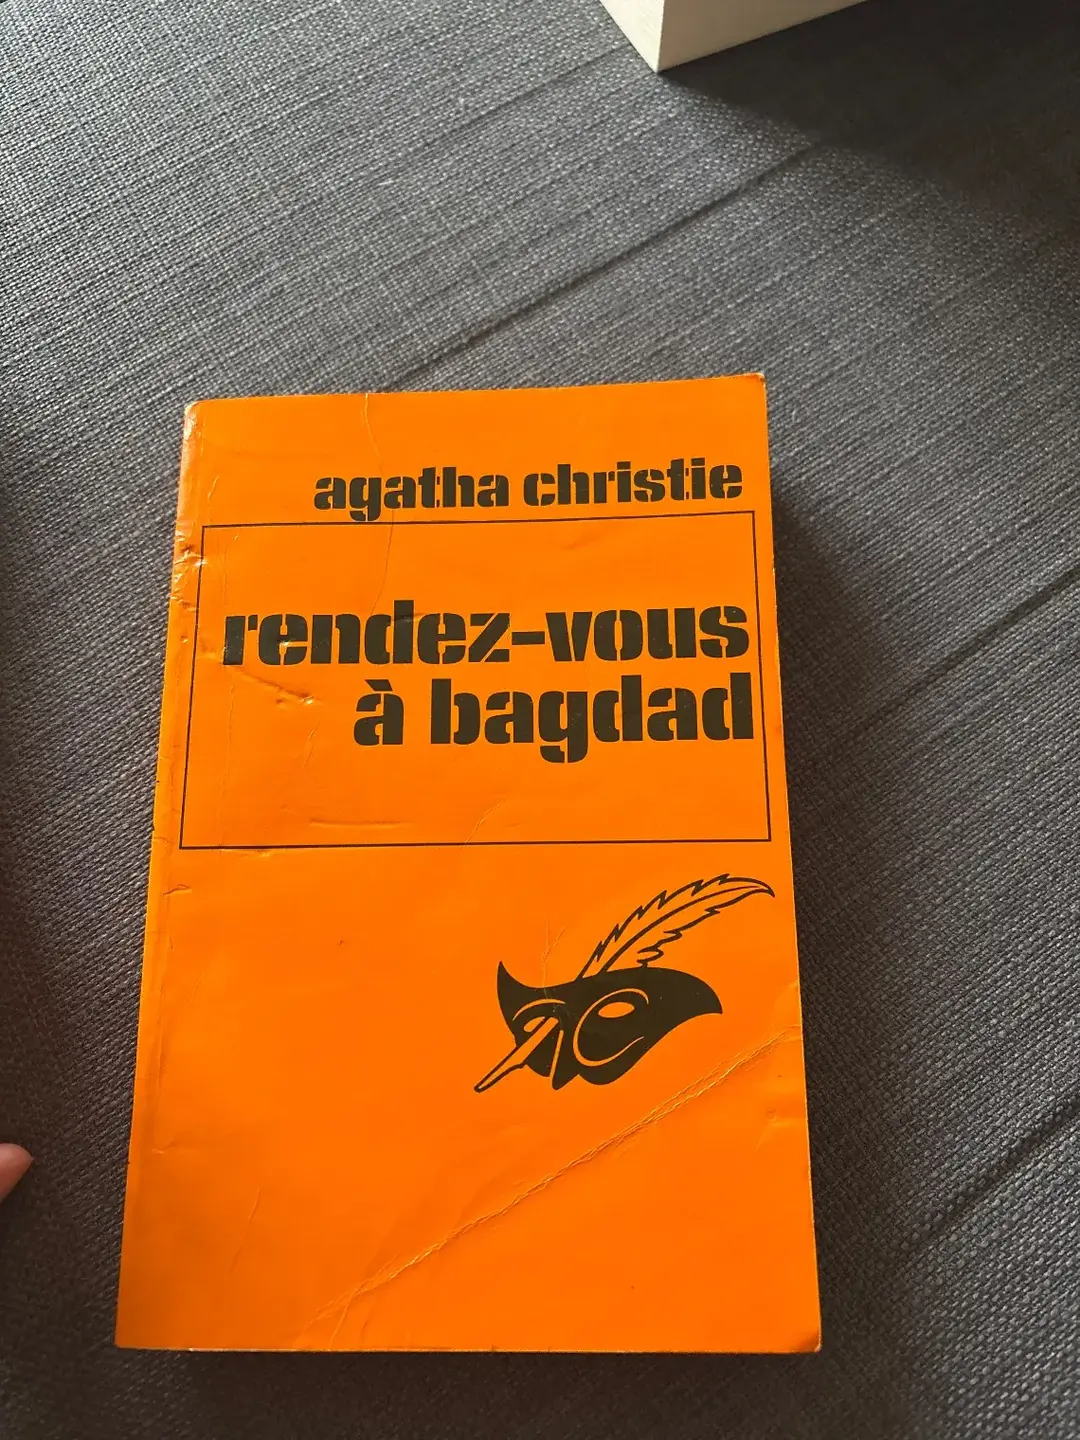 agatha christie
rendez-vous
à bagdad